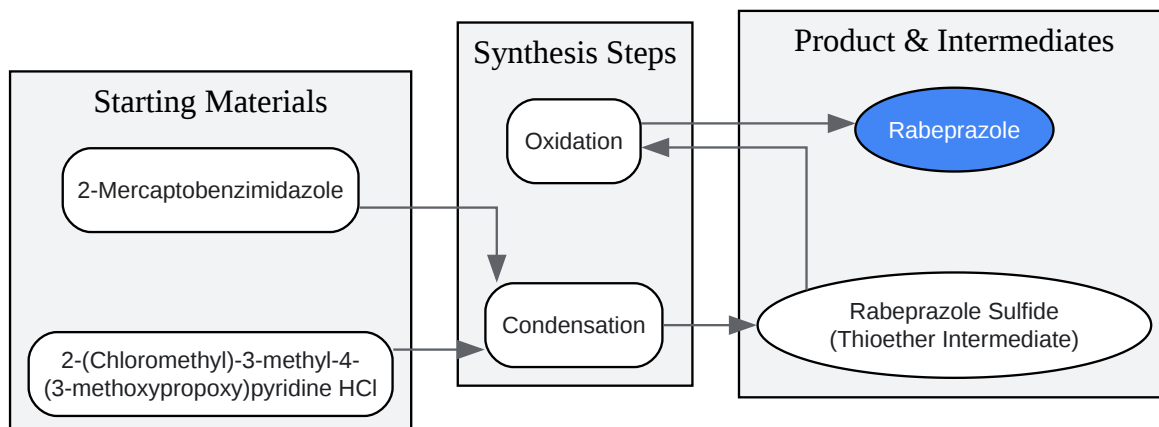 Starting Materials
2-Mercaptobenzimidazole
2-(Chloromethyl)-3-methyl-4-
(3-methoxypropoxy)pyridine HCl
Synthesis Steps
Oxidation
Condensation
Product & Intermediates
Rabeprazole
Rabeprazole Sulfide
(Thioether Intermediate)